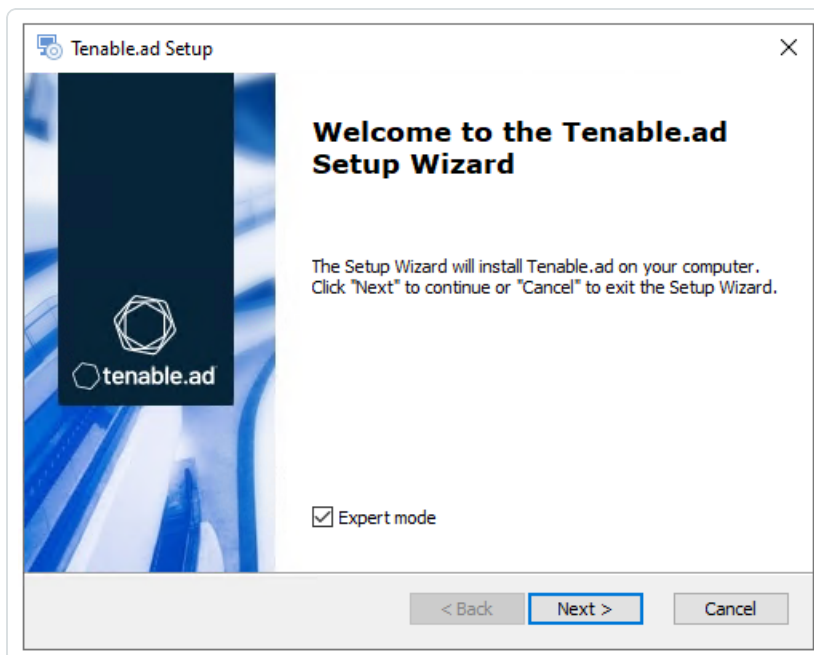 Tenable.ad Setup
Welcome to the Tenable.ad
Setup Wizard
The Setup Wizard will install Tenable.ad on your computer.
Click "Next" to continue or "Cancel" to exit the Setup Wizard.
tenable.ad
Expert mode
< Back
Next >
Cancel